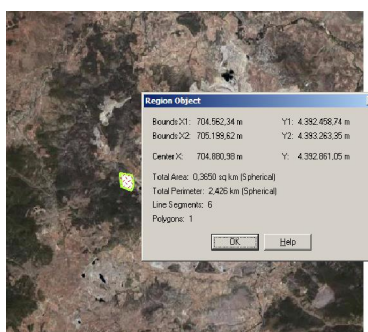 Region Object
Bounds X1: 704.562,34 m Y1: 4.392.458,74 m
Bounds X2: 705.199,62 m Y2: 4.393.263,35 m
Center X: 704.880,98 m Y: 4.392.861,05 m
Total Area: 0,3650 sq km (Spherical)
Total Perimeter: 2,426 km (Spherical)
Line Segments: 6
Polygons: 1
OK Help